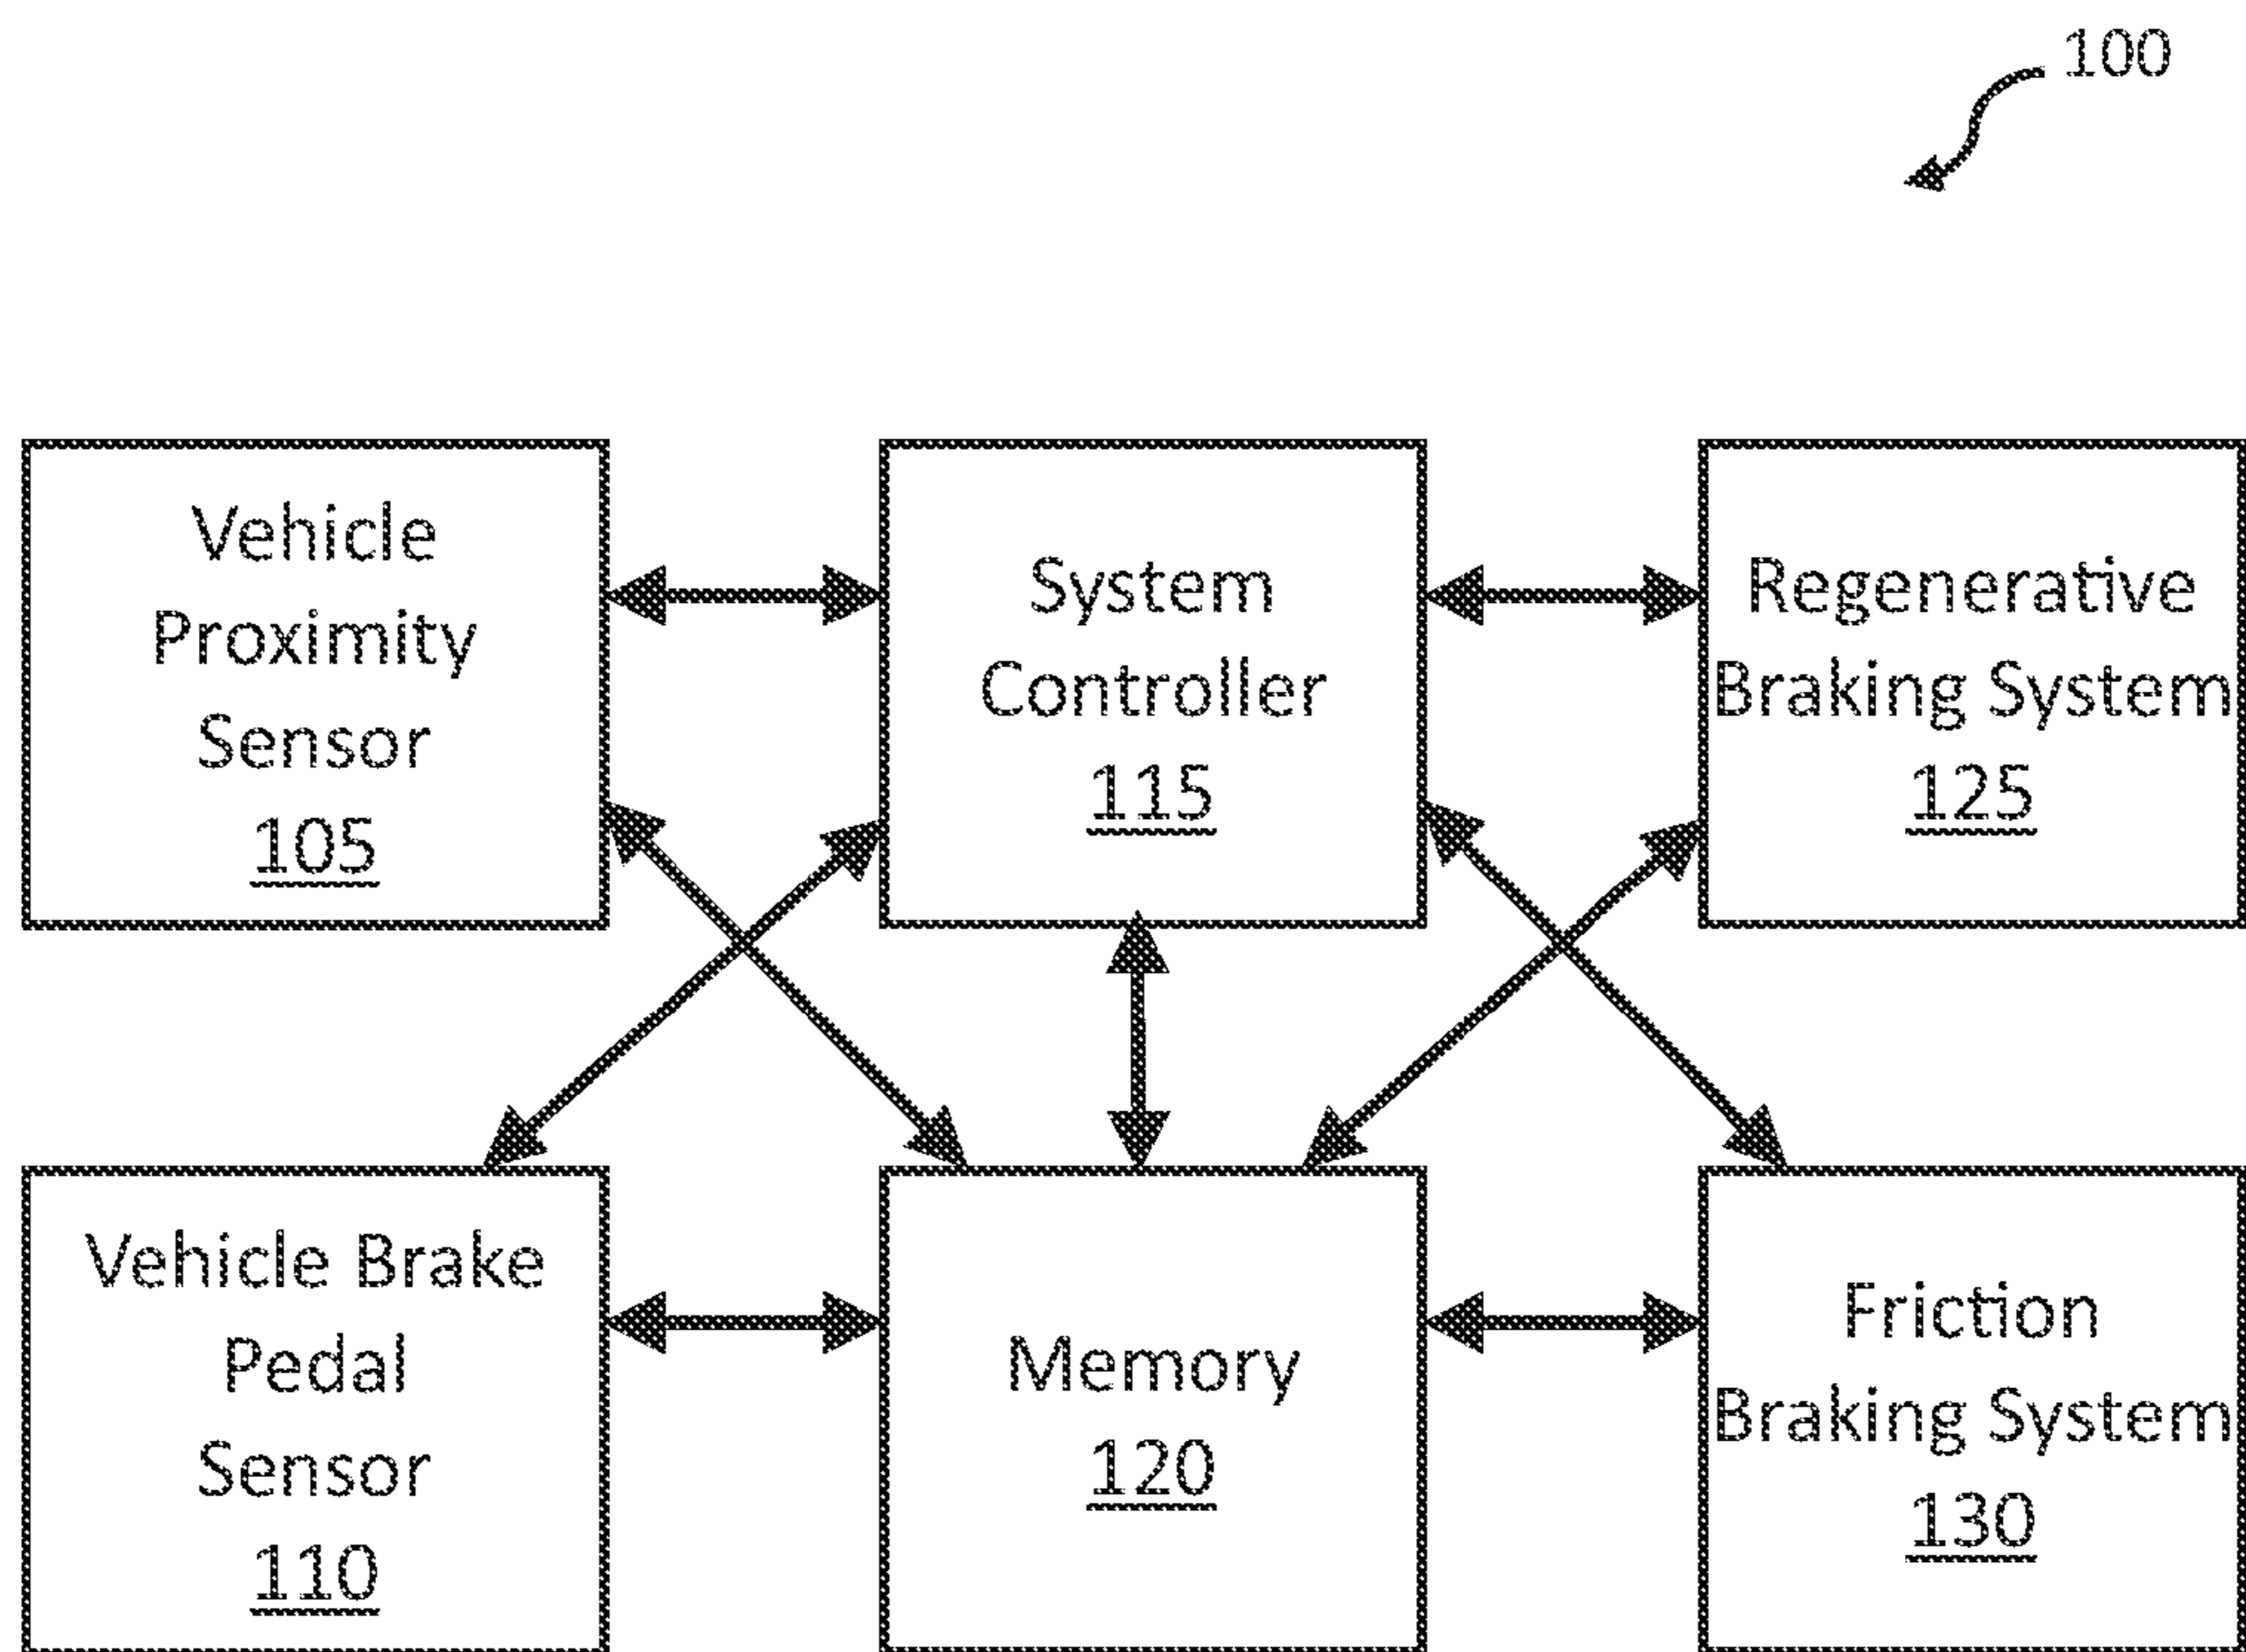 100
Vehicle
Proximity
Sensor
105
System
Controller
115
Regenerative
Braking System
125
Vehicle Brake
Pedal
Sensor
110
Memory
120
Friction
Braking System
130